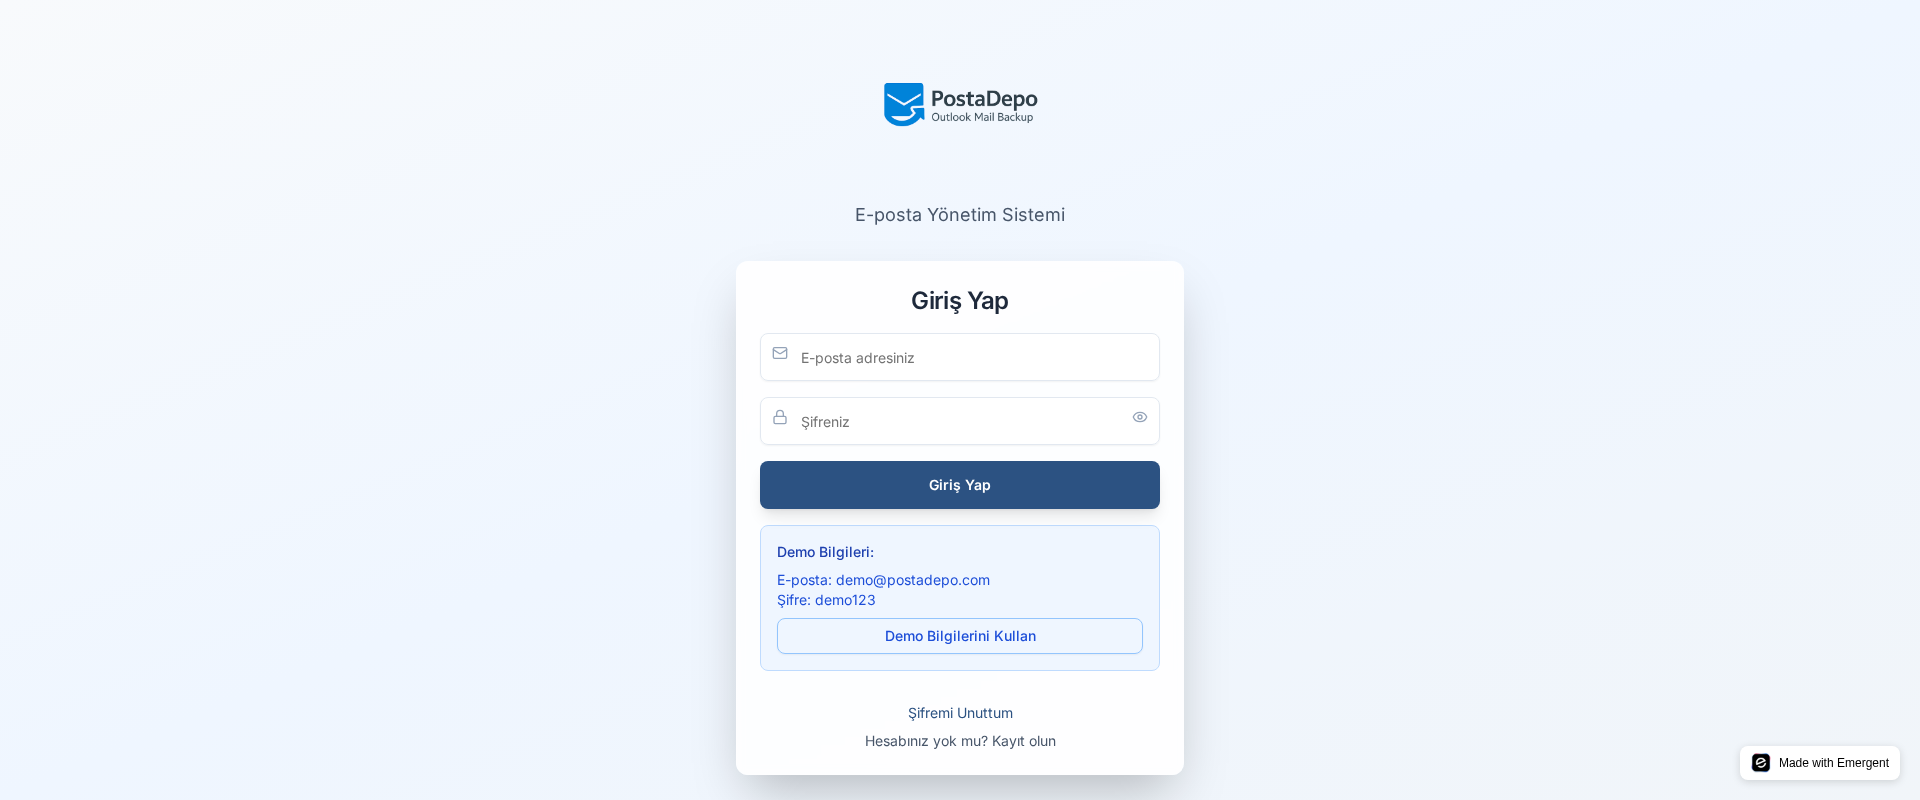 PostaDepo
Outlook Mail Backup
E-posta Yönetim Sistemi
Giriş Yap
E-posta adresiniz
Şifreniz
Giriş Yap
Demo Bilgileri:
E-posta: demo@postadepo.com
Şifre: demo123
Demo Bilgilerini Kullan
Şifremi Unuttum
Hesabınız yok mu? Kayıt olun
Made with Emergent